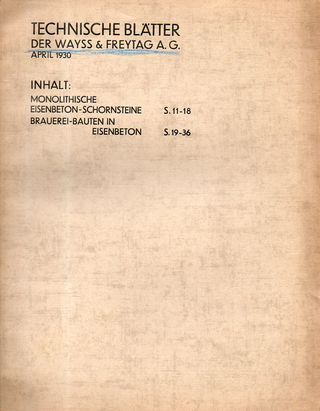 TECHNISCHE BLÄTTER
DER WAYSS & FREYTAG A. G.
APRIL 1930
INHALT:
MONOLITHISCHE
EISENBETON-SCHORNSTEINE S. 11-18
BRAUEREI-BAUTEN IN
EISENBETON S. 19-36